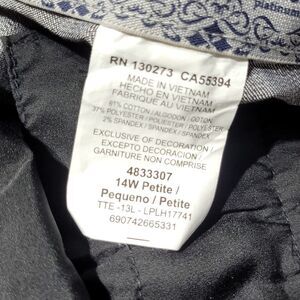 platinum
RN 130273 CA55394
MADE IN VIETNAM
HECHO EN VIETNAM
FABRIQUE AU VIETNAM
61% COTTON / ALGODON / COTON
37% POLYESTER / POLIESTER / POLYESTER
2% SPANDEX / SPANDEX / SPANDEX
EXCLUSIVE OF DECORATION /
EXCEPTO DECORACION /
GARNITURE NON COMPRISE
4833307
14W Petite /
Pequeno / Petite
TTE -13L - LPLH17741
690742665331